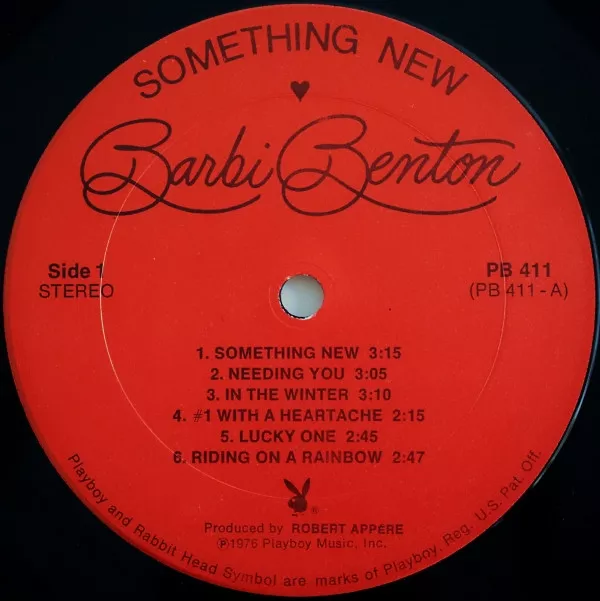 SOMETHING NEW
Barbi Benton
Side 1
STEREO
PB 411
(PB 411-A)
1. SOMETHING NEW 3:15
2. NEEDING YOU 3:05
3. IN THE WINTER 3:10
4. #1 WITH A HEARTACHE 2:15
5. LUCKY ONE 2:45
6. RIDING ON A RAINBOW 2:47
®
Produced by ROBERT APPERE
℗1976 Playboy Music, Inc.
Playboy and Rabbit Head Symbol are marks of Playboy, Reg. U.S. Pat. Off.